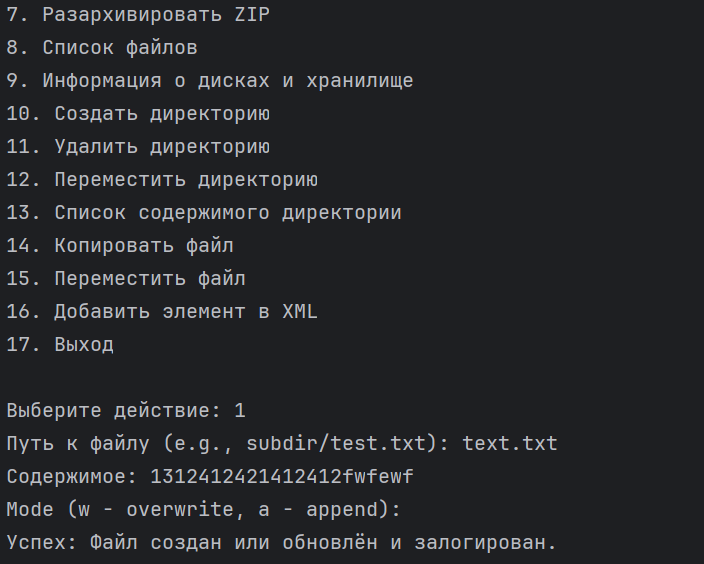 7. Разархивировать ZIP
8. Список файлов
9. Информация о дисках и хранилище
10. Создать директорию
11. Удалить директорию
12. Переместить директорию
13. Список содержимого директории
14. Копировать файл
15. Переместить файл
16. Добавить элемент в XML
17. Выход
Выберите действие: 1
Путь к файлу (e.g., subdir/test.txt): text.txt
Содержимое: 1312412421412412fwfewf
Mode (w - overwrite, a - append):
Успех: Файл создан или обновлён и залогирован.